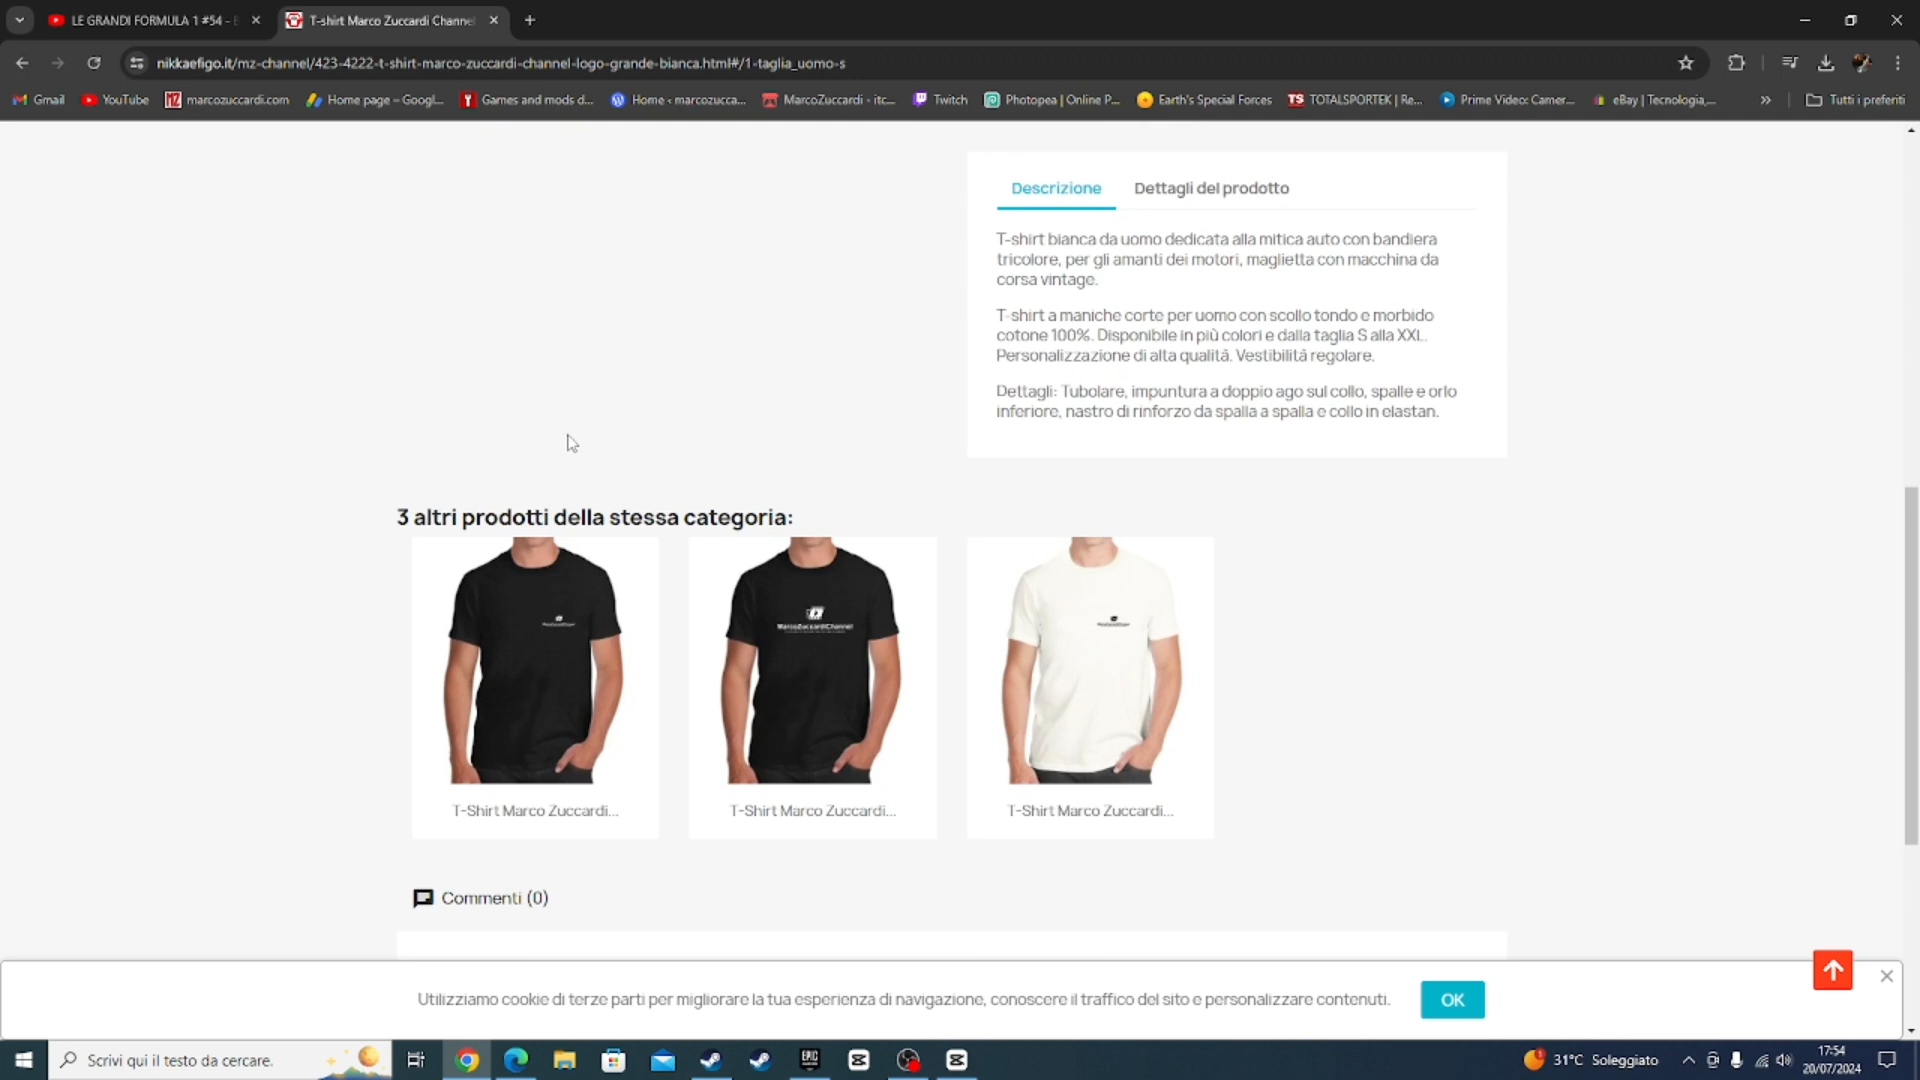 LE GRANDI FORMULA 1 #54 -
T-shirt Marco Zuccardi Channel
nikkaefigo.it/mz-channel/423-4222-t-shirt-marco-zuccardi-channel-logo-grande-bianca.html#/1-taglia_uomo-s
Gmail
YouTube
marcozuccardi.com
Home page – Googl...
Games and mods d...
Home ‹ marcozucca...
MarcoZuccardi - itc...
Twitch
Photopea | Online P...
Earth's Special Forces
TOTALSPORTEK | Re...
Prime Video: Camer...
eBay | Tecnologia,...
»
Tutti i preferiti
Descrizione
Dettagli del prodotto
T-shirt bianca da uomo dedicata alla mitica auto con bandiera
tricolore, per gli amanti dei motori, maglietta con macchina da
corsa vintage.
T-shirt a maniche corte per uomo con scollo tondo e morbido
cotone 100%. Disponibile in più colori e dalla taglia S alla XXL.
Personalizzazione di alta qualità. Vestibilità regolare.
Dettagli: Tubolare, impuntura a doppio ago sul collo, spalle e orlo
inferiore, nastro di rinforzo da spalla a spalla e collo in elastan.
3 altri prodotti della stessa categoria:
MarcoZuccardiChannel
T-Shirt Marco Zuccardi...
T-Shirt Marco Zuccardi...
T-Shirt Marco Zuccardi...
Commenti (0)
Utilizziamo cookie di terze parti per migliorare la tua esperienza di navigazione, conoscere il traffico del sito e personalizzare contenuti.
OK
Scrivi qui il testo da cercare.
EPIC
31°C Soleggiato
17:54
20/07/2024